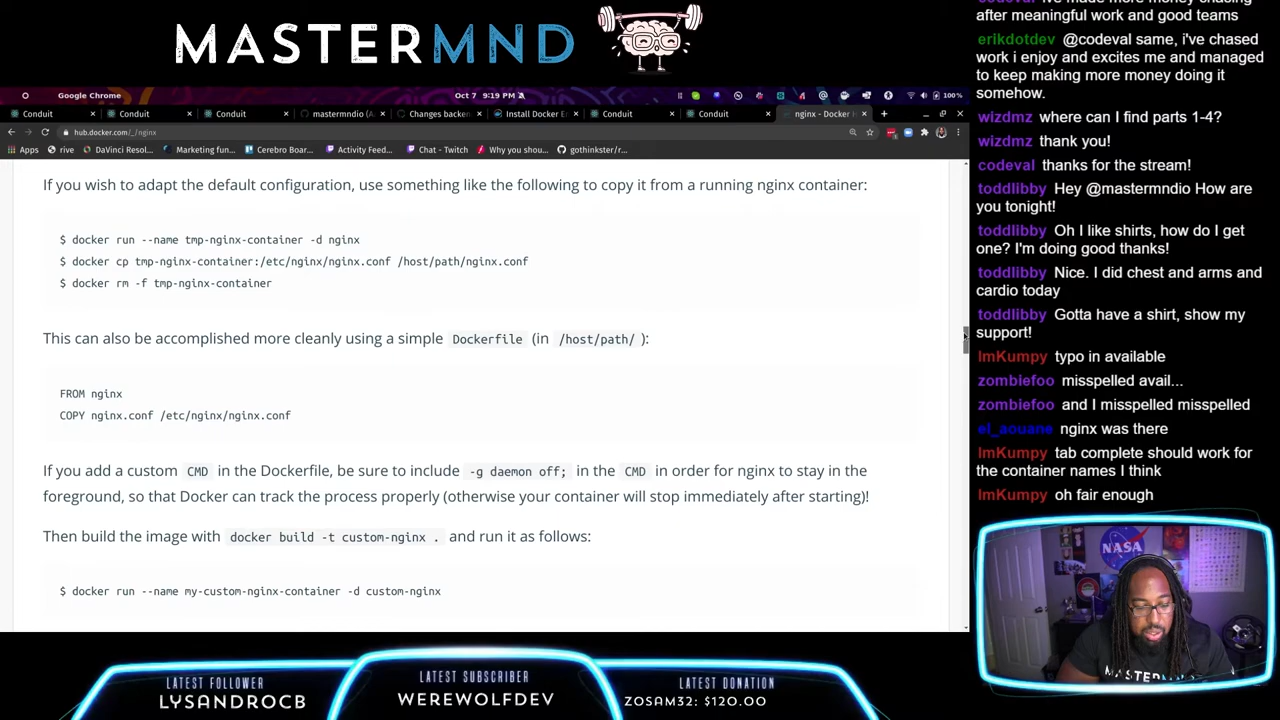 MASTERMND
Google Chrome
Oct 7 9:19 PM
100%
Conduit
Conduit
Conduit
mastermndio (A
Changes backen
Install Docker E
Conduit
Conduit
nginx - Docker H
hub.docker.com/_/nginx
Apps
rive
DaVinci Resol...
Marketing fun...
Cerebro Boar...
Activity Feed...
Chat - Twitch
Why you shou...
gothinkster/r...
If you wish to adapt the default configuration, use something like the following to copy it from a running nginx container:
$ docker run --name tmp-nginx-container -d nginx
$ docker cp tmp-nginx-container:/etc/nginx/nginx.conf /host/path/nginx.conf
$ docker rm -f tmp-nginx-container
This can also be accomplished more cleanly using a simple Dockerfile (in /host/path/ ):
FROM nginx
COPY nginx.conf /etc/nginx/nginx.conf
If you add a custom CMD in the Dockerfile, be sure to include -g daemon off; in the CMD in order for nginx to stay in the
foreground, so that Docker can track the process properly (otherwise your container will stop immediately after starting)!
Then build the image with docker build -t custom-nginx . and run it as follows:
$ docker run --name my-custom-nginx-container -d custom-nginx
after meaningful work and good teams
erikdotdev @codeval same, i've chased
work i enjoy and excites me and managed
to keep making more money doing it
somehow.
wizdmz where can I find parts 1-4?
wizdmz thank you!
codeval thanks for the stream!
toddlibby Hey @mastermndio How are
you tonight!
toddlibby Oh I like shirts, how do I get
one? I'm doing good thanks!
toddlibby Nice. I did chest and arms and
cardio today
toddlibby Gotta have a shirt, show my
support!
ImKumpy typo in available
zombiefoo misspelled avail...
zombiefoo and I misspelled misspelled
el_aouane nginx was there
ImKumpy tab complete should work for
the container names I think
ImKumpy oh fair enough
NASA
MASTERMND
LATEST FOLLOWER
LYSANDROCB
LATEST SUBSCRIBER
WEREWOLFDEV
LATEST DONATION
ZOSAM32: $120.00